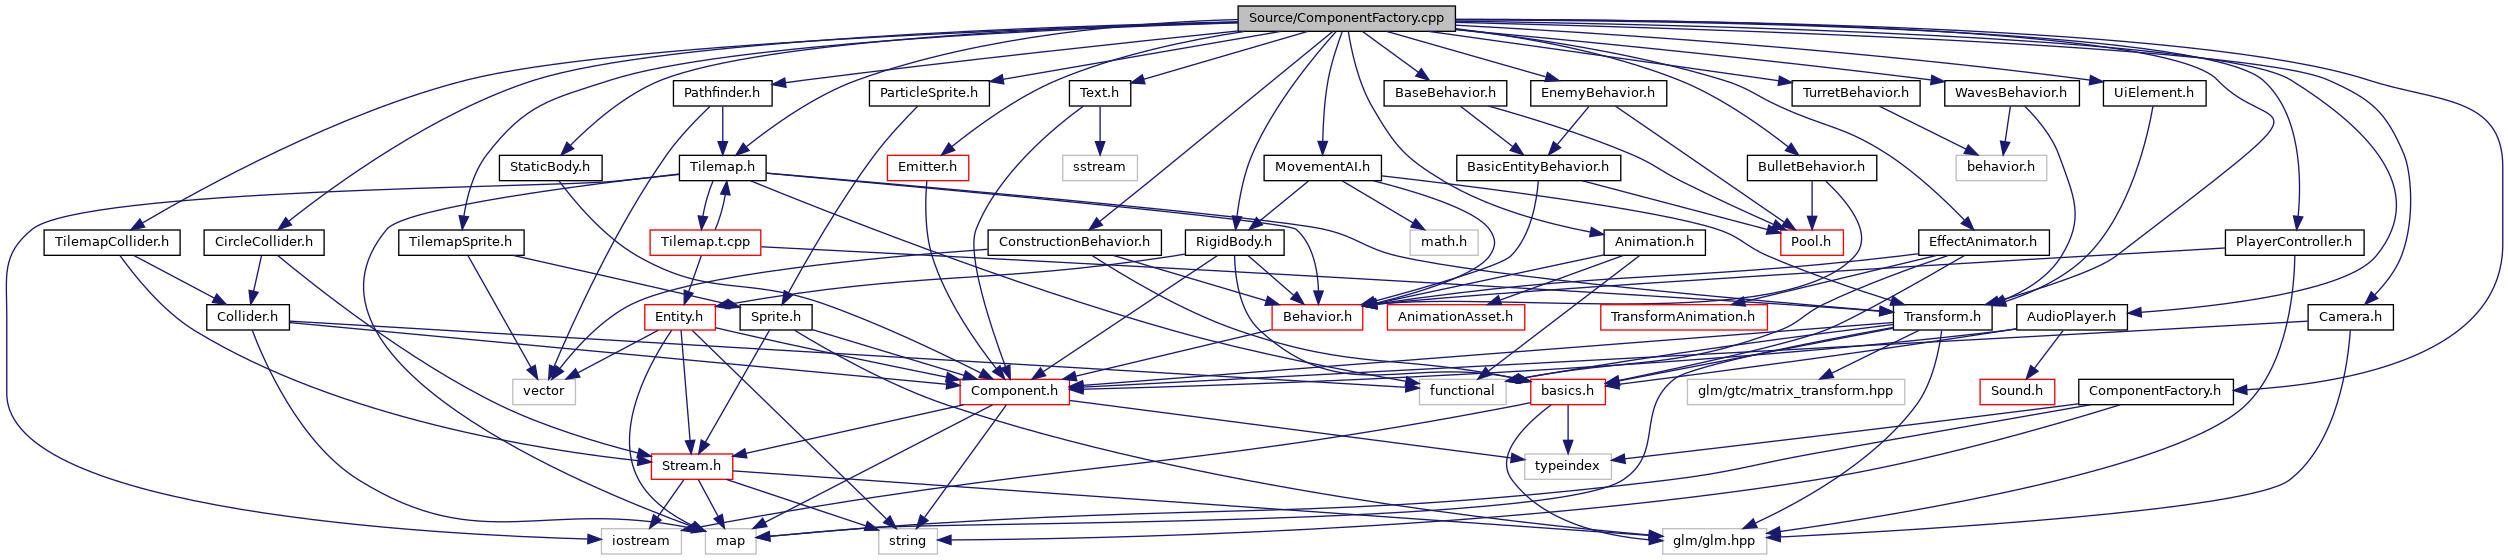 Source/ComponentFactory.cpp
Pathfinder.h
ParticleSprite.h
Text.h
BaseBehavior.h
EnemyBehavior.h
TurretBehavior.h
WavesBehavior.h
UiElement.h
StaticBody.h
Tilemap.h
Emitter.h
sstream
MovementAI.h
BasicEntityBehavior.h
BulletBehavior.h
behavior.h
TilemapCollider.h
CircleCollider.h
TilemapSprite.h
Tilemap.t.cpp
ConstructionBehavior.h
RigidBody.h
math.h
Pool.h
Animation.h
EffectAnimator.h
PlayerController.h
Collider.h
Entity.h
Sprite.h
Behavior.h
AnimationAsset.h
TransformAnimation.h
Transform.h
AudioPlayer.h
Camera.h
vector
Component.h
functional
basics.h
glm/gtc/matrix_transform.hpp
Sound.h
ComponentFactory.h
Stream.h
typeindex
iostream
map
string
glm/glm.hpp